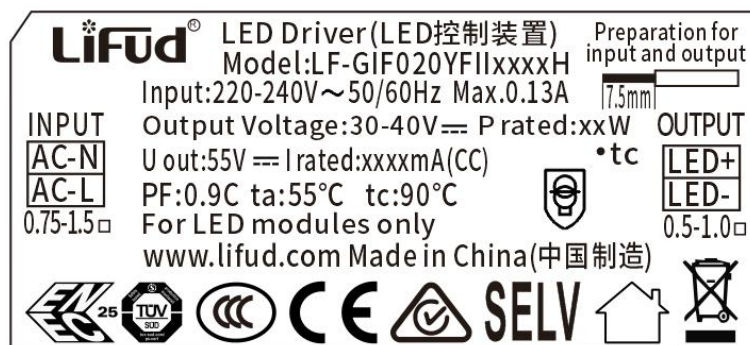 LiFud®
LED Driver(LED控制装置)
Model:LF-GIF020YFIIxxxxH
Preparation for
input and output
7.5mm
Input:220-240V～50/60Hz Max.0.13A
INPUT
AC-N
AC-L
0.75-1.5□
Output Voltage:30-40V⎓ P rated:xxW
U out:55V⎓ I rated:xxxxmA(CC)
PF:0.9C ta:55℃ tc:90℃
For LED modules only
www.lifud.com Made in China(中国制造)
•tc
OUTPUT
LED+
LED-
0.5-1.0□
ENEC 25
TÜV
SÜD
CCC
CE
SELV